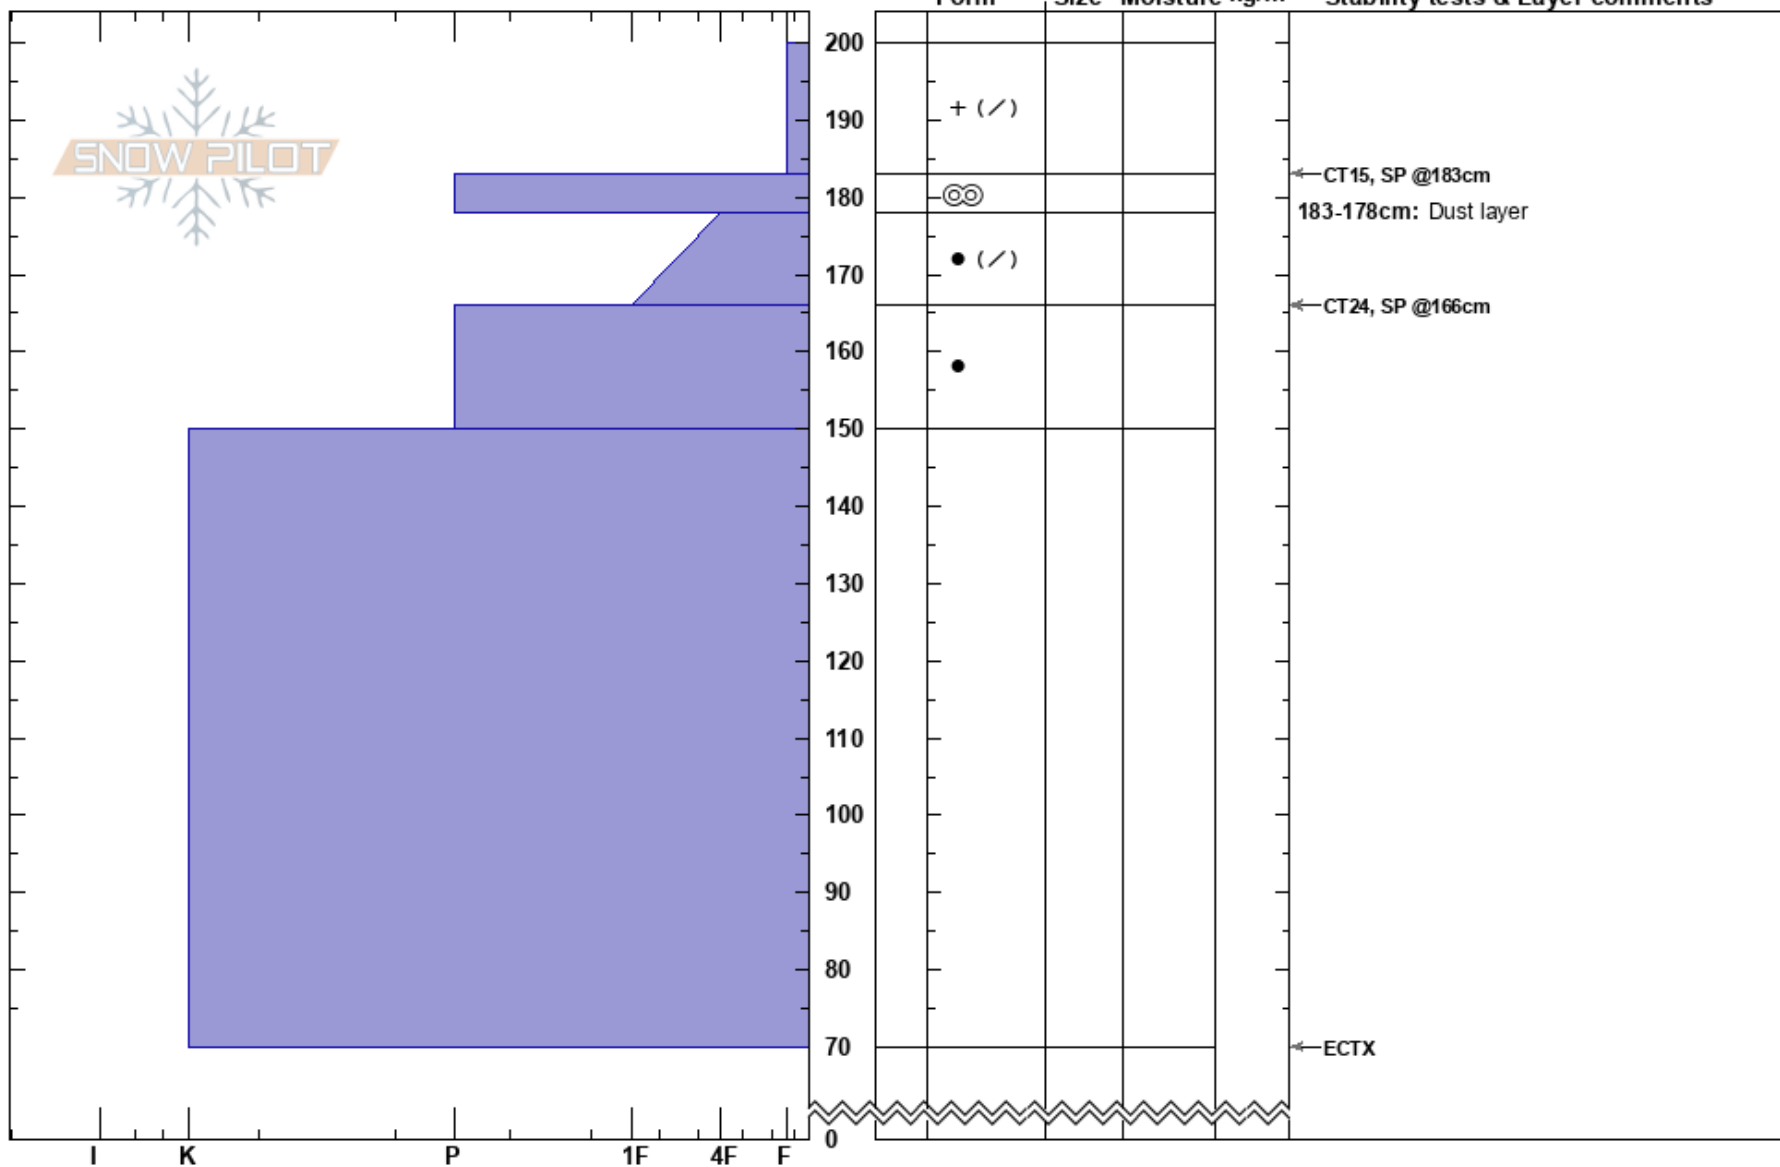 Form Size Moisture Stability tests & Layer comments
200
SNOW PILOT
+ (/)
190
CT15, SP @183cm
180
183-178cm: Dust layer
170
● (/)
CT24, SP @166cm
160
●
150
140
130
120
110
100
90
80
70
ECTX
0
I K P 1F 4F F